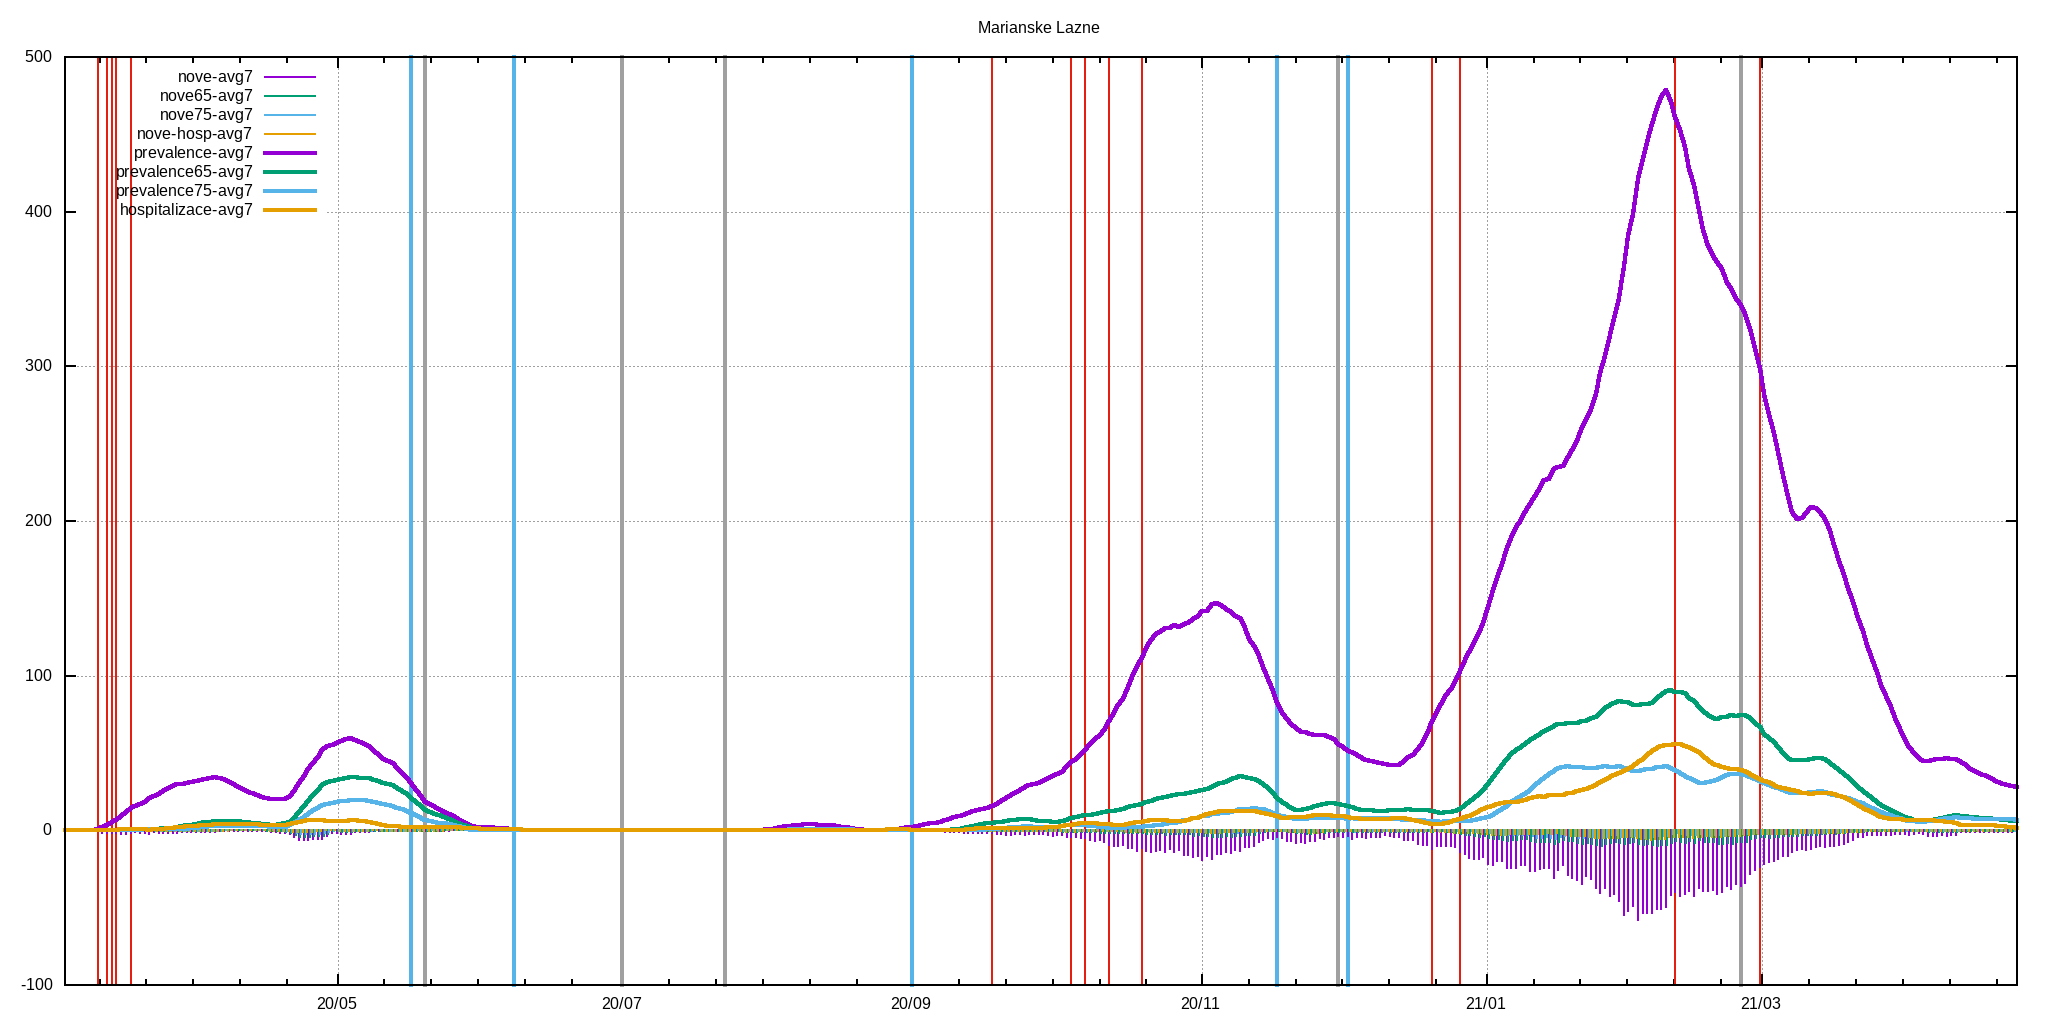 Marianske Lazne
500
400
300
200
100
0
-100
nove-avg7
nove65-avg7
nove75-avg7
nove-hosp-avg7
prevalence-avg7
prevalence65-avg7
prevalence75-avg7
hospitalizace-avg7
20/05 20/07 20/09 20/11 21/01 21/03